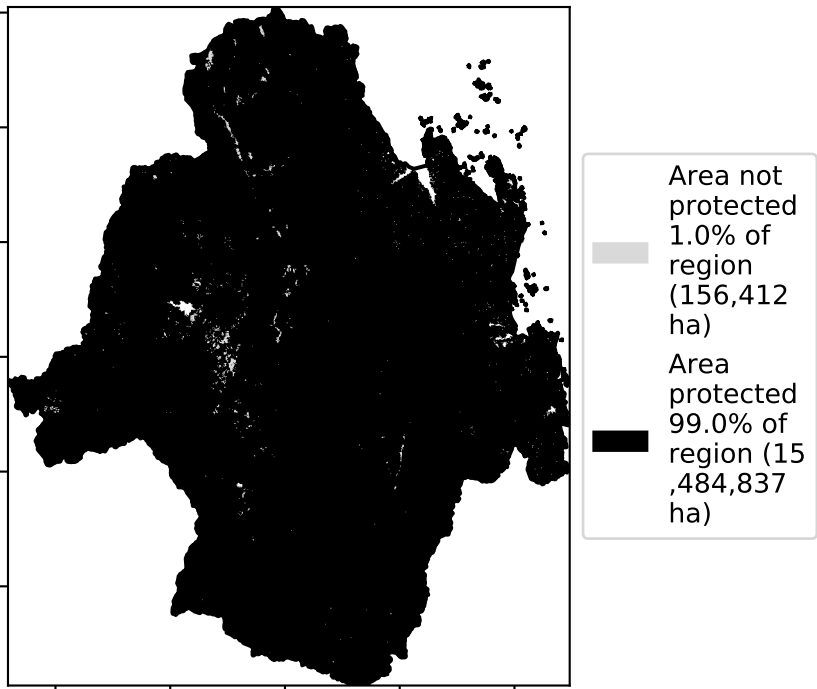 Area not
protected
1.0% of
region
(156,412
ha)
Area
protected
99.0% of
region (15
,484,837
ha)